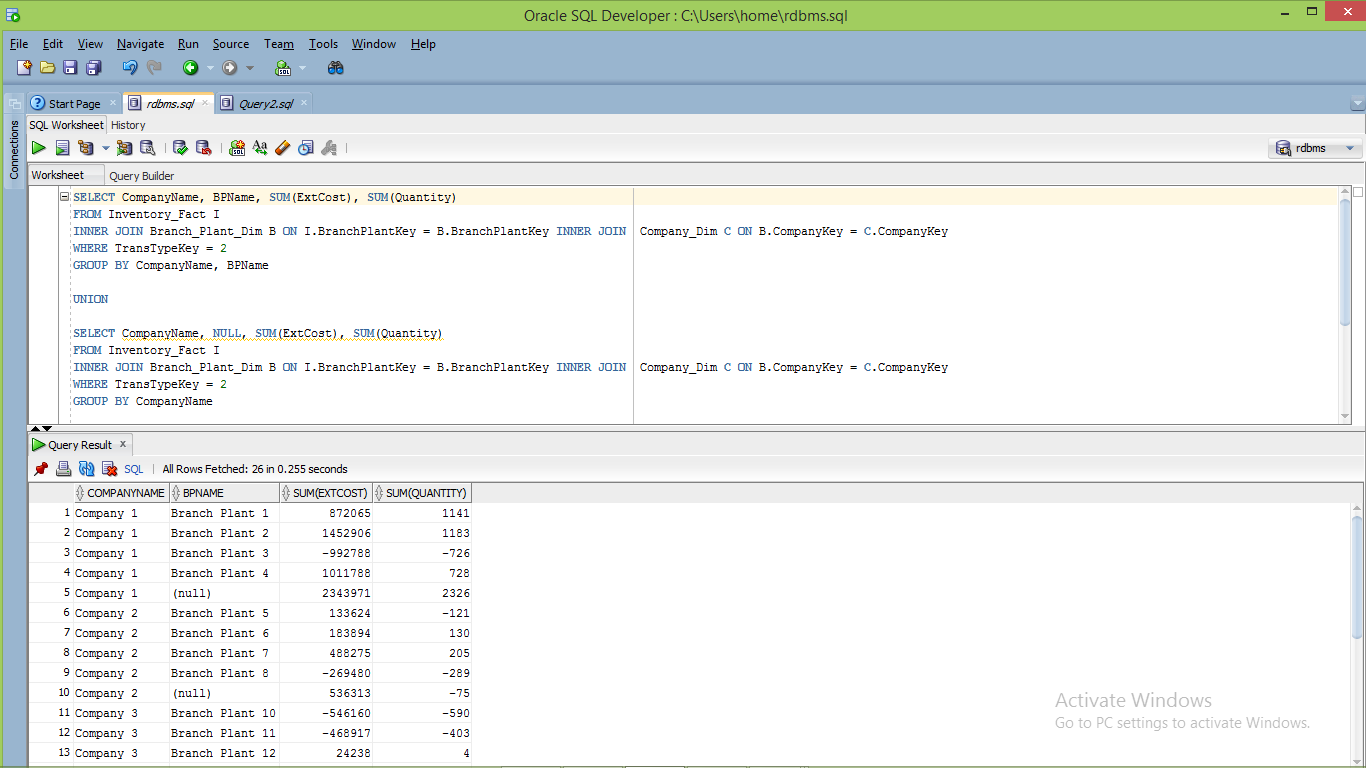 Oracle SQL Developer : C:\Users\home\rdbms.sql
File Edit View Navigate Run Source Team Tools Window Help
Start Page rdbms.sql Query2.sql
Connections
SQL Worksheet History
rdbms
Worksheet Query Builder
SELECT CompanyName, BPName, SUM(ExtCost), SUM(Quantity)
FROM Inventory_Fact I
INNER JOIN Branch_Plant_Dim B ON I.BranchPlantKey = B.BranchPlantKey INNER JOIN Company_Dim C ON B.CompanyKey = C.CompanyKey
WHERE TransTypeKey = 2
GROUP BY CompanyName, BPName
UNION
SELECT CompanyName, NULL, SUM(ExtCost), SUM(Quantity)
FROM Inventory_Fact I
INNER JOIN Branch_Plant_Dim B ON I.BranchPlantKey = B.BranchPlantKey INNER JOIN Company_Dim C ON B.CompanyKey = C.CompanyKey
WHERE TransTypeKey = 2
GROUP BY CompanyName
Query Result
SQL All Rows Fetched: 26 in 0.255 seconds
COMPANYNAME BPNAME SUM(EXTCOST) SUM(QUANTITY)
1 Company 1 Branch Plant 1 872065 1141
2 Company 1 Branch Plant 2 1452906 1183
3 Company 1 Branch Plant 3 -992788 -726
4 Company 1 Branch Plant 4 1011788 728
5 Company 1 (null) 2343971 2326
6 Company 2 Branch Plant 5 133624 -121
7 Company 2 Branch Plant 6 183894 130
8 Company 2 Branch Plant 7 488275 205
9 Company 2 Branch Plant 8 -269480 -289
10 Company 2 (null) 536313 -75
11 Company 3 Branch Plant 10 -546160 -590
12 Company 3 Branch Plant 11 -468917 -403
13 Company 3 Branch Plant 12 24238 4
Activate Windows
Go to PC settings to activate Windows.